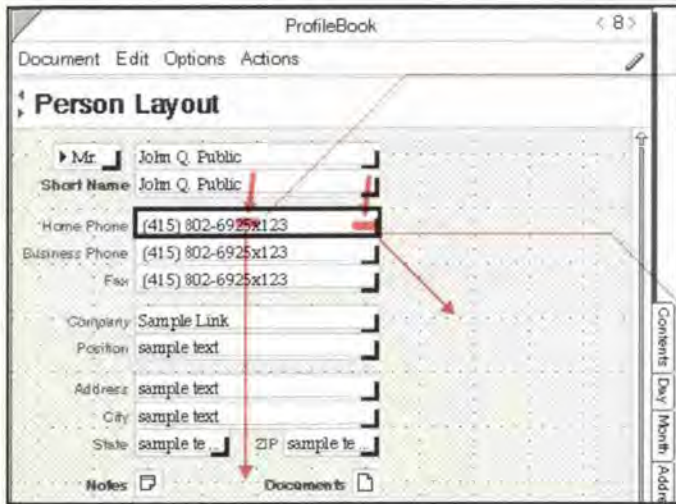 ProfileBook < 8 >
Document Edit Options Actions
Person Layout
Mr. John Q. Public
Short Name John Q. Public
Home Phone (415) 802-6925x123
Business Phone (415) 802-6925x123
Fax (415) 802-6925x123
Company Sample Link
Position sample text
Address sample text
City sample text
State sample te... ZIP sample te...
Notes Documents
Contents
Day
Month
Addre